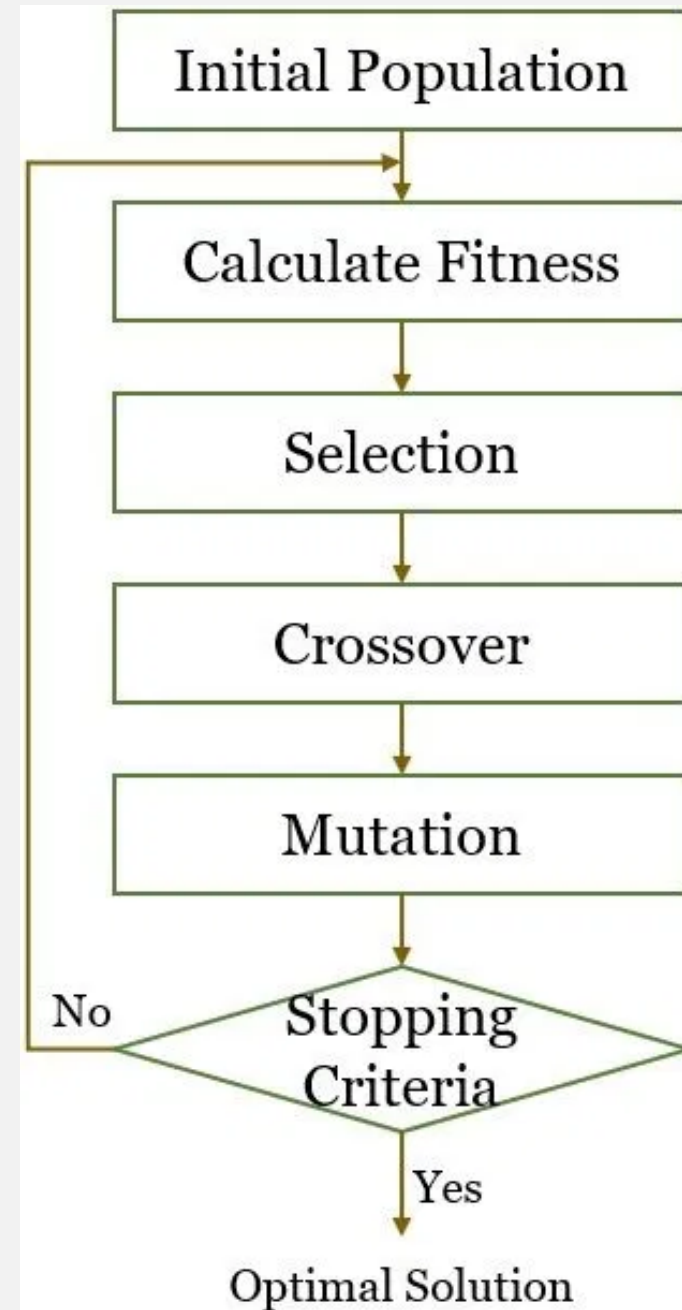 Initial Population
Calculate Fitness
Selection
Crossover
Mutation
No
Stopping
Criteria
Yes
Optimal Solution